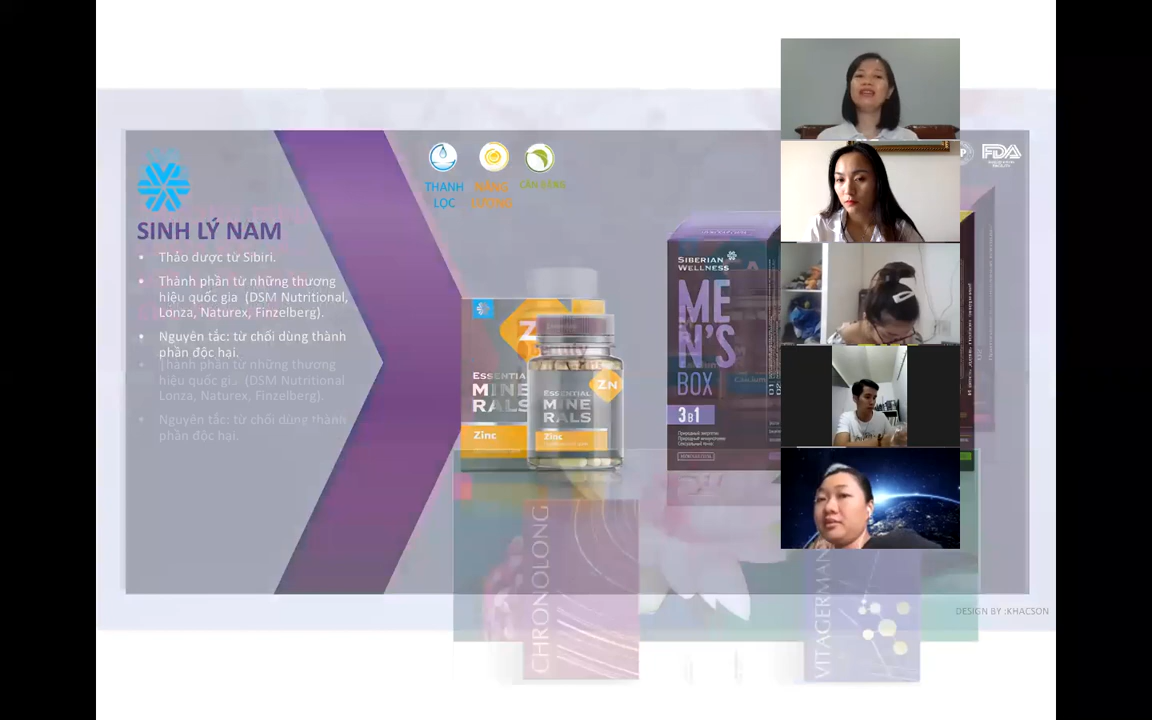 SINH LÝ NAM
• Thảo dược từ Sibiri.
• Thành phần từ những thương
hiệu quốc gia (DSM Nutritional,
Lonza, Naturex, Finzelberg).
• Nguyên tắc: từ chối dùng thành
phần độc hại.
• Thành phần từ những thương
hiệu quốc gia (DSM Nutritional
Lonza, Naturex, Finzelberg).
• Nguyên tắc: từ chối dùng thành
phần độc hại.
THANH
LỌC
NĂNG
LƯỢNG
CÂN BẰNG
FDA
ESSENTIAL
MINE
RALS
Zinc
ZN
ESSENTIAL
MINE
RALS
Zinc
SIBERIAN
WELLNESS
ME
N'S
BOX
3 В 1
CHRONOLONG
VITAGERMAN
DESIGN BY :KHACSON